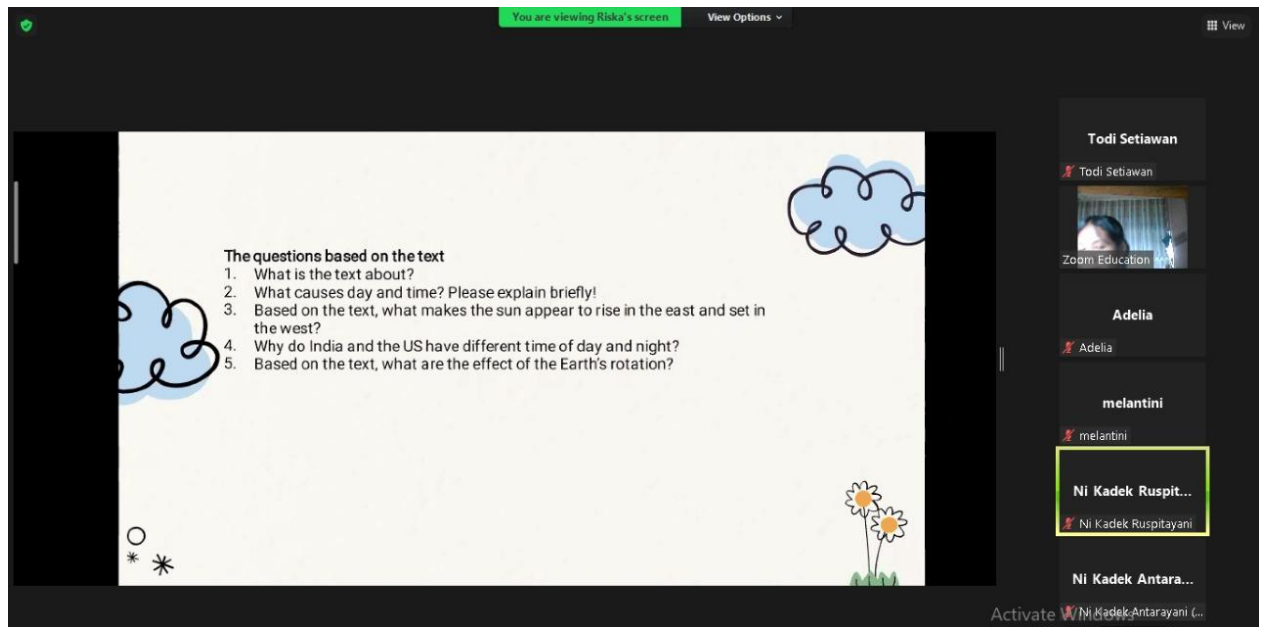 You are viewing Riska's screen
View Options
View
The questions based on the text
1. What is the text about?
2. What causes day and time? Please explain briefly!
3. Based on the text, what makes the sun appear to rise in the east and set in
the west?
4. Why do India and the US have different time of day and night?
5. Based on the text, what are the effect of the Earth's rotation?
Todi Setiawan
Todi Setiawan
Zoom Education
Adelia
Adelia
melantini
melantini
Ni Kadek Ruspit...
Ni Kadek Ruspitayani
Ni Kadek Antara...
Ni Kadek Antarayani (...
Activate Windows